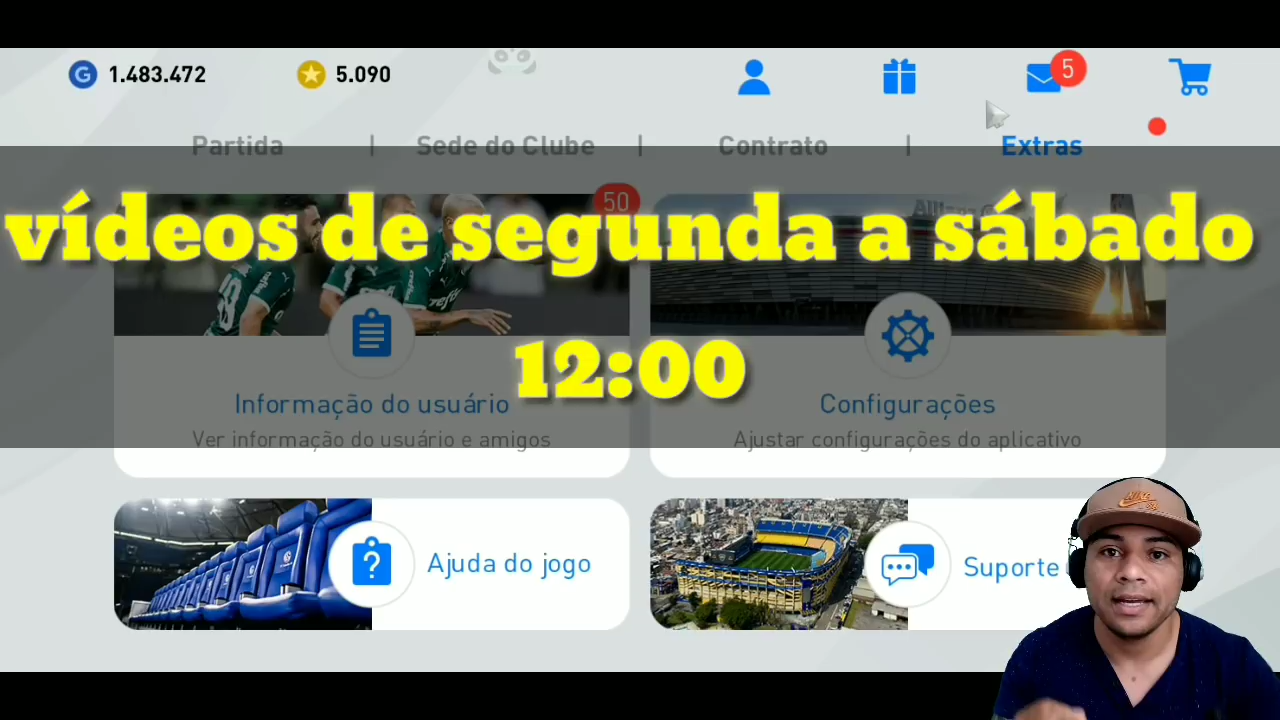 1.483.472
5.090
5
Partida | Sede do Clube | Contrato | Extras
50
vídeos de segunda a sábado
12:00
Informação do usuário
Ver informação do usuário e amigos
Configurações
Ajustar configurações do aplicativo
Ajuda do jogo
Suporte